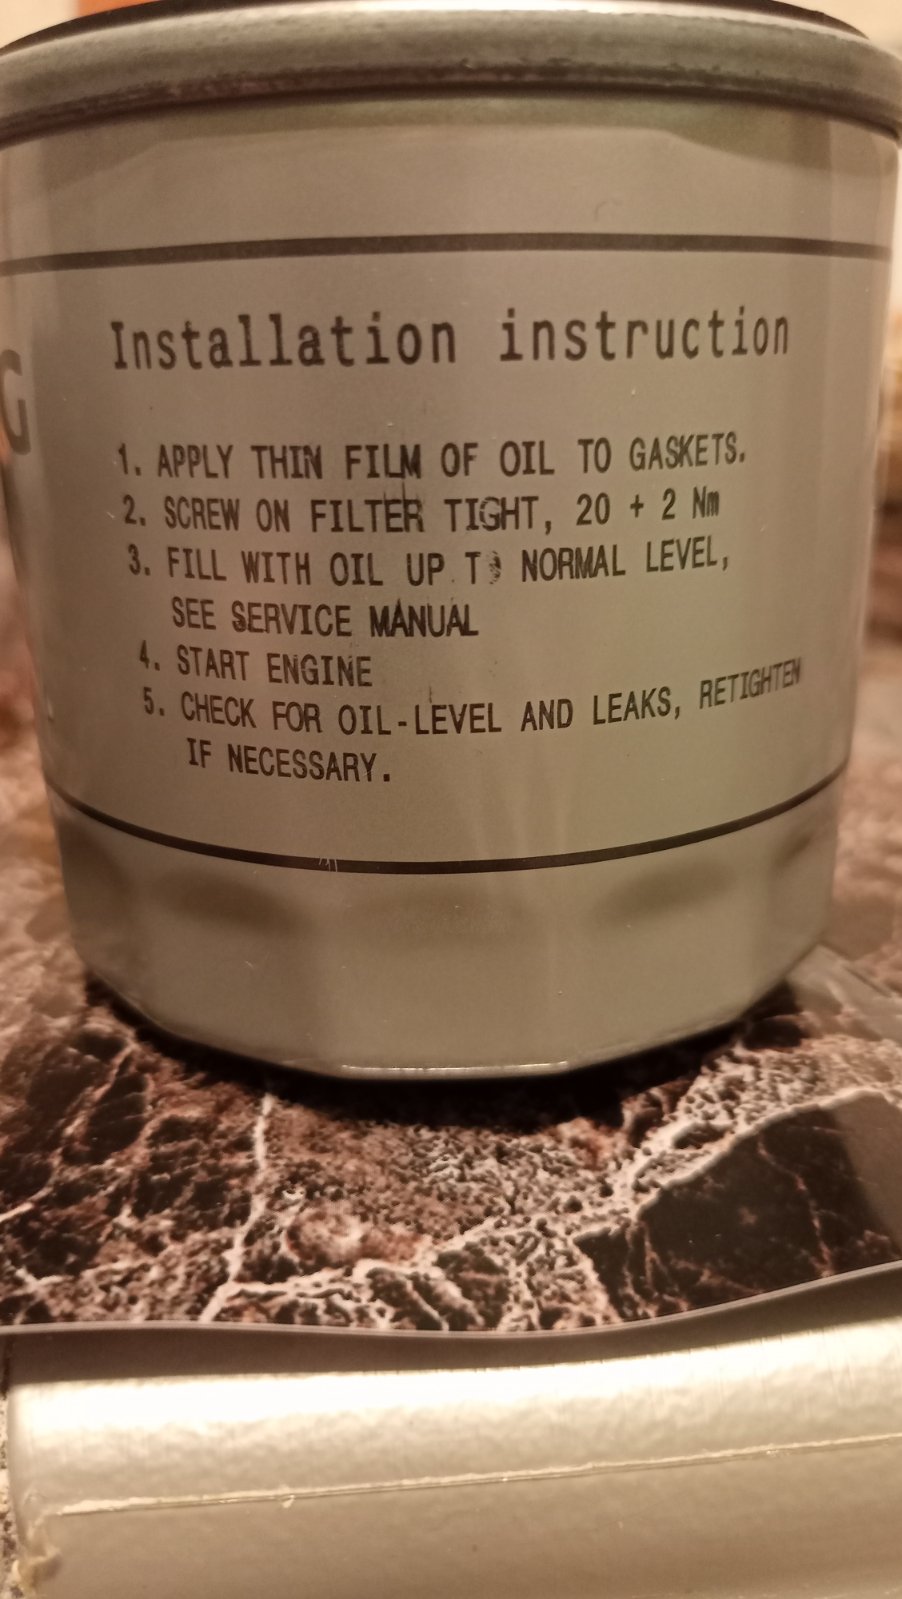 Installation instruction
1. APPLY THIN FILM OF OIL TO GASKETS.
2. SCREW ON FILTER TIGHT, 20 + 2 Nm
3. FILL WITH OIL UP TO NORMAL LEVEL,
SEE SERVICE MANUAL
4. START ENGINE
5. CHECK FOR OIL-LEVEL AND LEAKS, RETIGHTEN
IF NECESSARY.